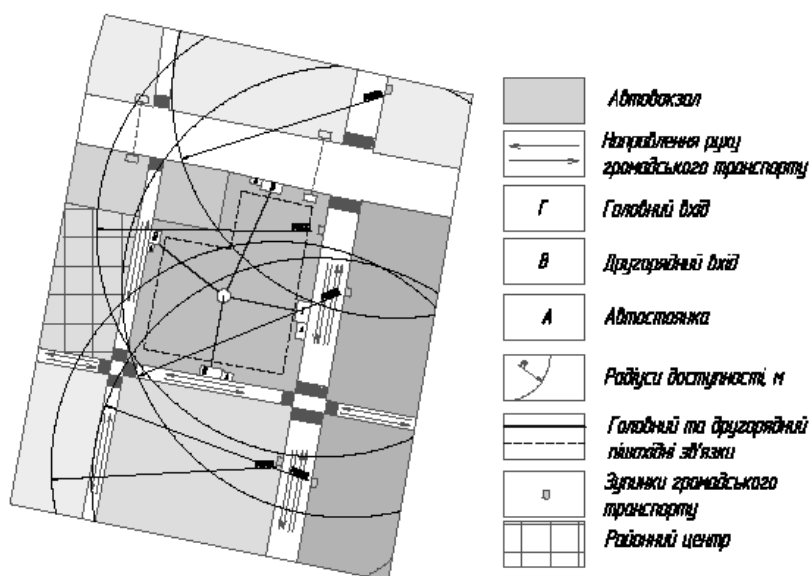 Автовокзал
Направлення руху
громадського транспорту
Г
Головний вхід
В
Другорядний вхід
А
Автостоянка
Радіуси доступності, м
Головний та другорядний
пішохідні зв'язки
Зупинки громадського
транспорту
Районний центр